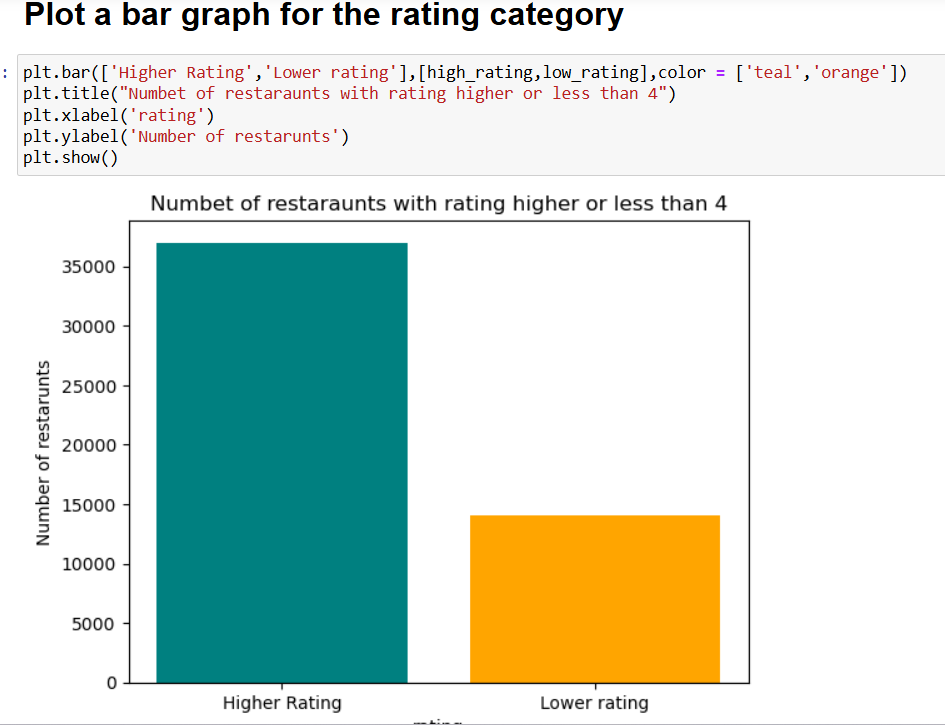 Plot a bar graph for the rating category
: plt.bar(['Higher Rating','Lower rating'],[high_rating,low_rating],color = ['teal','orange'])
plt.title("Numbet of restaraunts with rating higher or less than 4")
plt.xlabel('rating')
plt.ylabel('Number of restarunts')
plt.show()
Numbet of restaraunts with rating higher or less than 4
Number of restarunts
35000
30000
25000
20000
15000
10000
5000
0
Higher Rating
Lower rating
rating